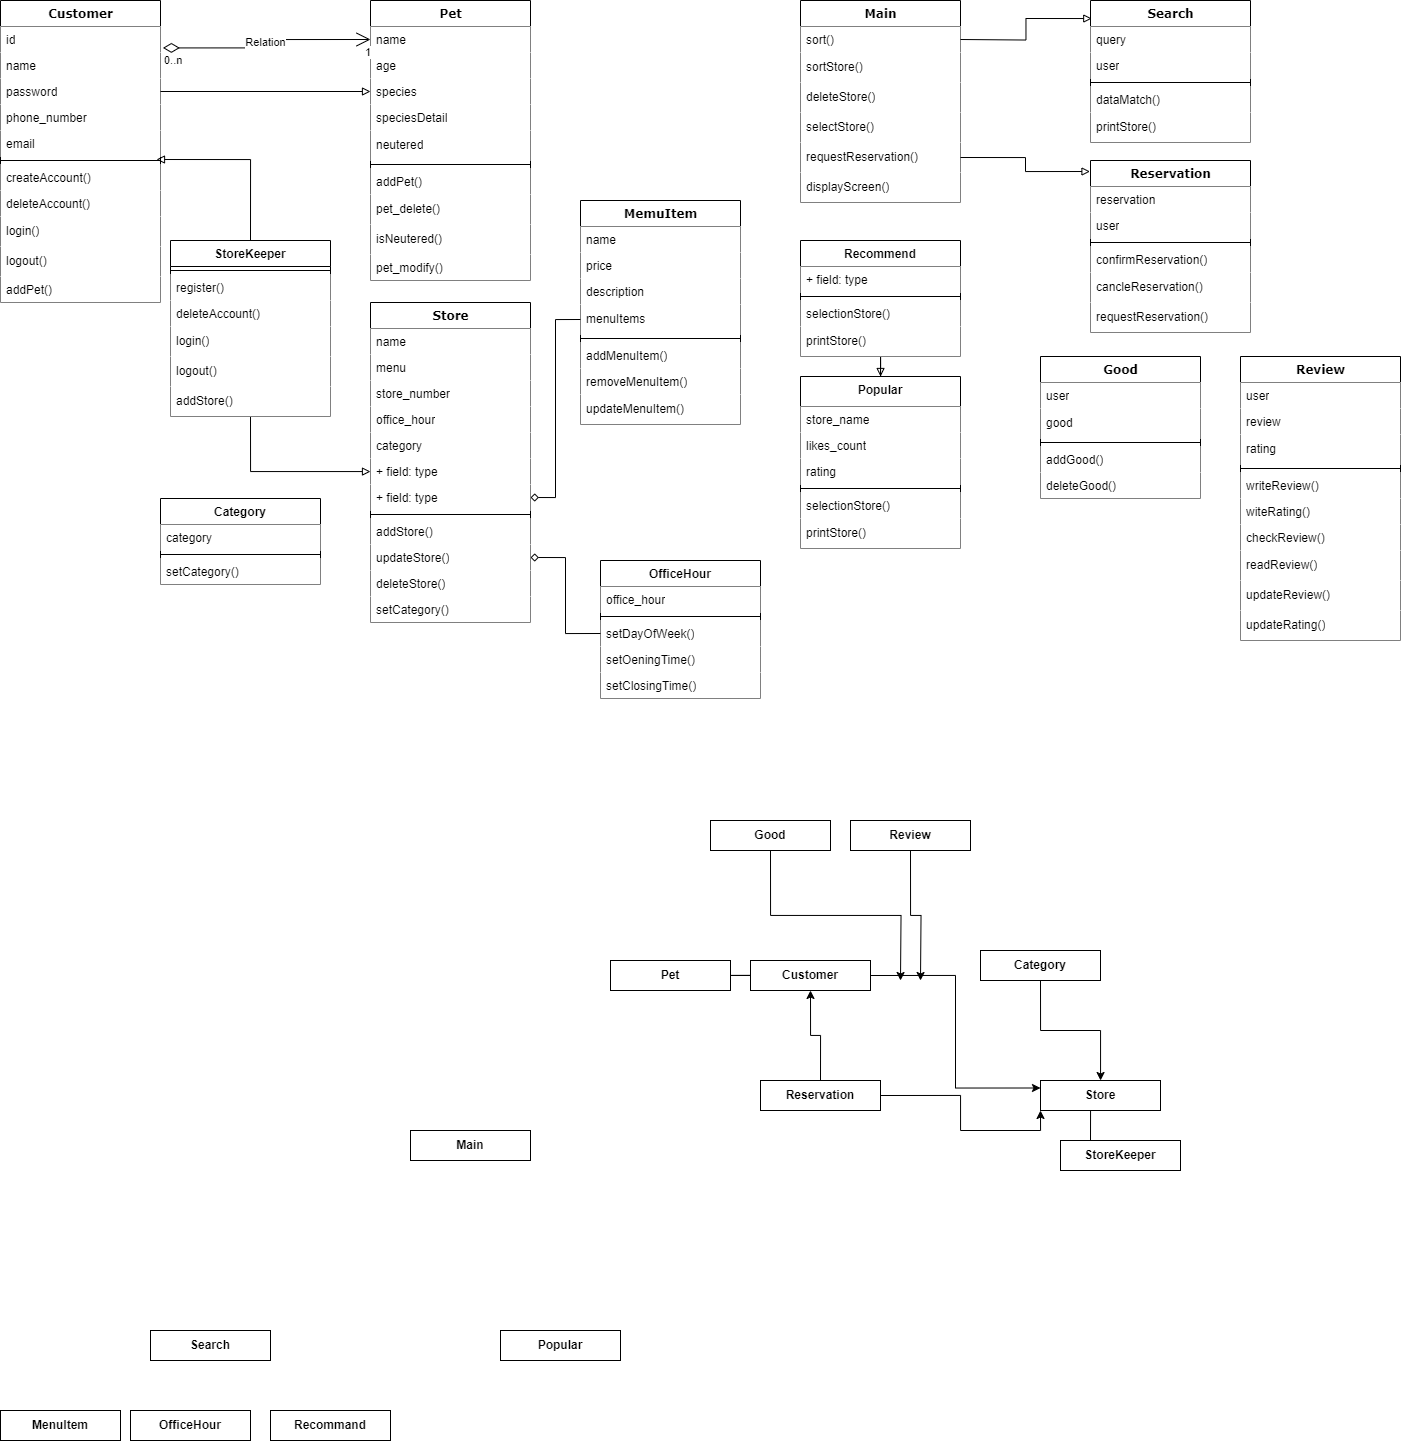 Customer
id
name
password
phone_number
email
createAccount()
deleteAccount()
login()
logout()
addPet()
Relation
0..n
1
Pet
name
age
species
speciesDetail
neutered
addPet()
pet_delete()
isNeutered()
pet_modify()
StoreKeeper
register()
deleteAccount()
login()
logout()
addStore()
Store
name
menu
store_number
office_hour
category
+ field: type
+ field: type
addStore()
updateStore()
deleteStore()
setCategory()
Category
category
setCategory()
MemuItem
name
price
description
menuItems
addMenuItem()
removeMenuItem()
updateMenuItem()
OfficeHour
office_hour
setDayOfWeek()
setOeningTime()
setClosingTime()
Main
sort()
sortStore()
deleteStore()
selectStore()
requestReservation()
displayScreen()
Search
query
user
dataMatch()
printStore()
Reservation
reservation
user
confirmReservation()
cancleReservation()
requestReservation()
Recommend
+ field: type
selectionStore()
printStore()
Popular
store_name
likes_count
rating
selectionStore()
printStore()
Good
user
good
addGood()
deleteGood()
Review
user
review
rating
writeReview()
witeRating()
checkReview()
readReview()
updateReview()
updateRating()
Good
Review
Pet
Customer
Category
Reservation
Store
Main
StoreKeeper
Search
Popular
MenuItem
OfficeHour
Recommand